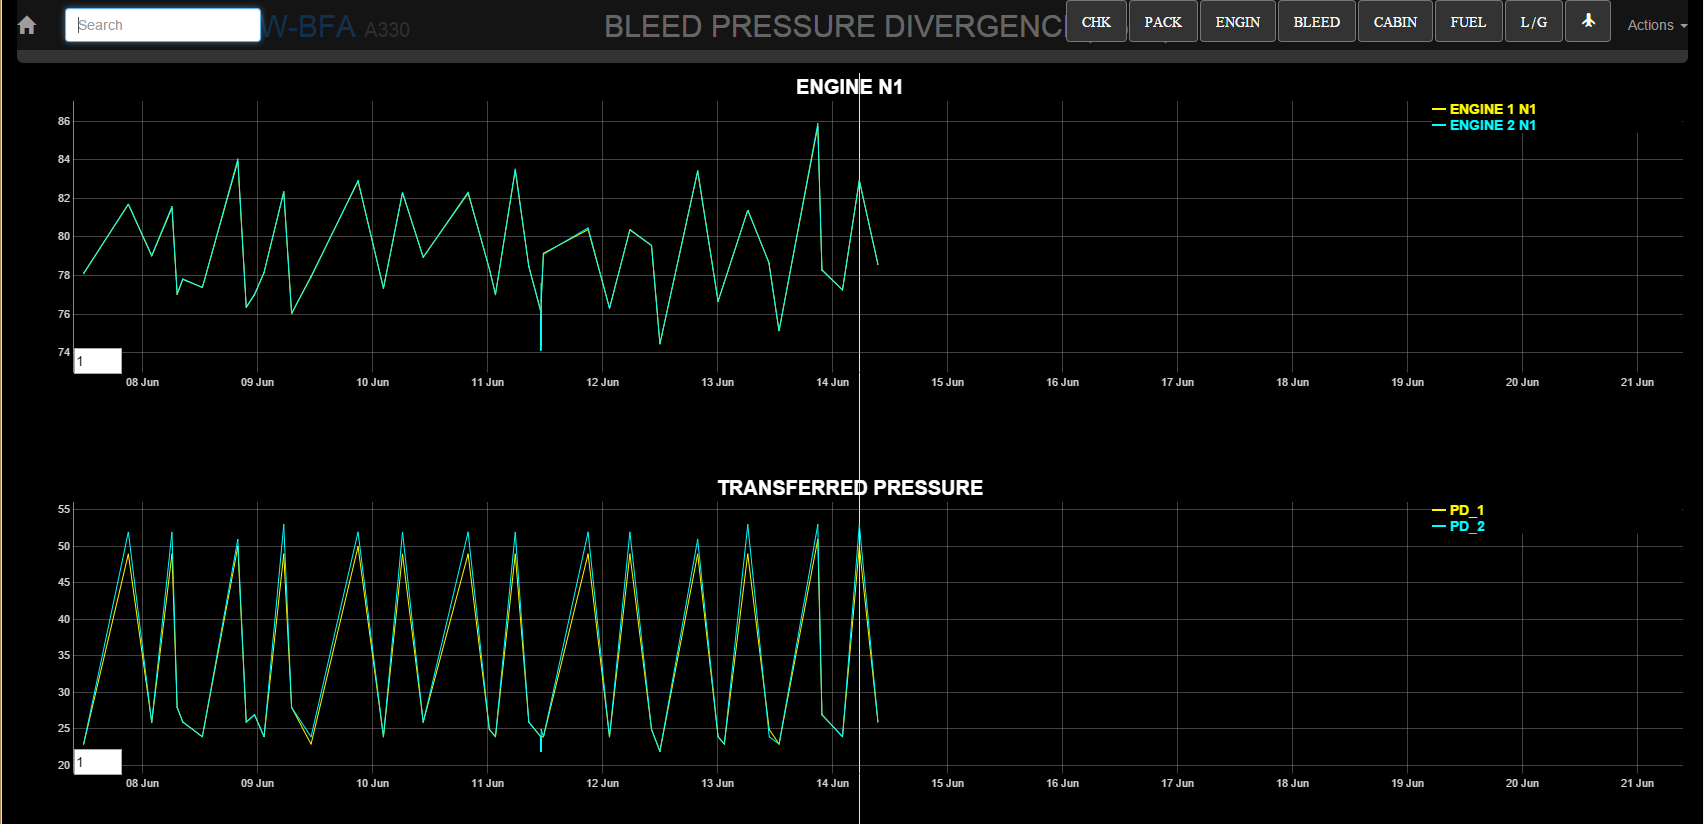 Search
W-BFA A330
BLEED PRESSURE DIVERGENC
CHK
PACK
ENGIN
BLEED
CABIN
FUEL
L/G
Actions
ENGINE N1
ENGINE 1 N1
ENGINE 2 N1
86
84
82
80
78
76
74
1
08 Jun 09 Jun 10 Jun 11 Jun 12 Jun 13 Jun 14 Jun 15 Jun 16 Jun 17 Jun 18 Jun 19 Jun 20 Jun 21 Jun
TRANSFERRED PRESSURE
PD_1
PD_2
55
50
45
40
35
30
25
20
1
08 Jun 09 Jun 10 Jun 11 Jun 12 Jun 13 Jun 14 Jun 15 Jun 16 Jun 17 Jun 18 Jun 19 Jun 20 Jun 21 Jun